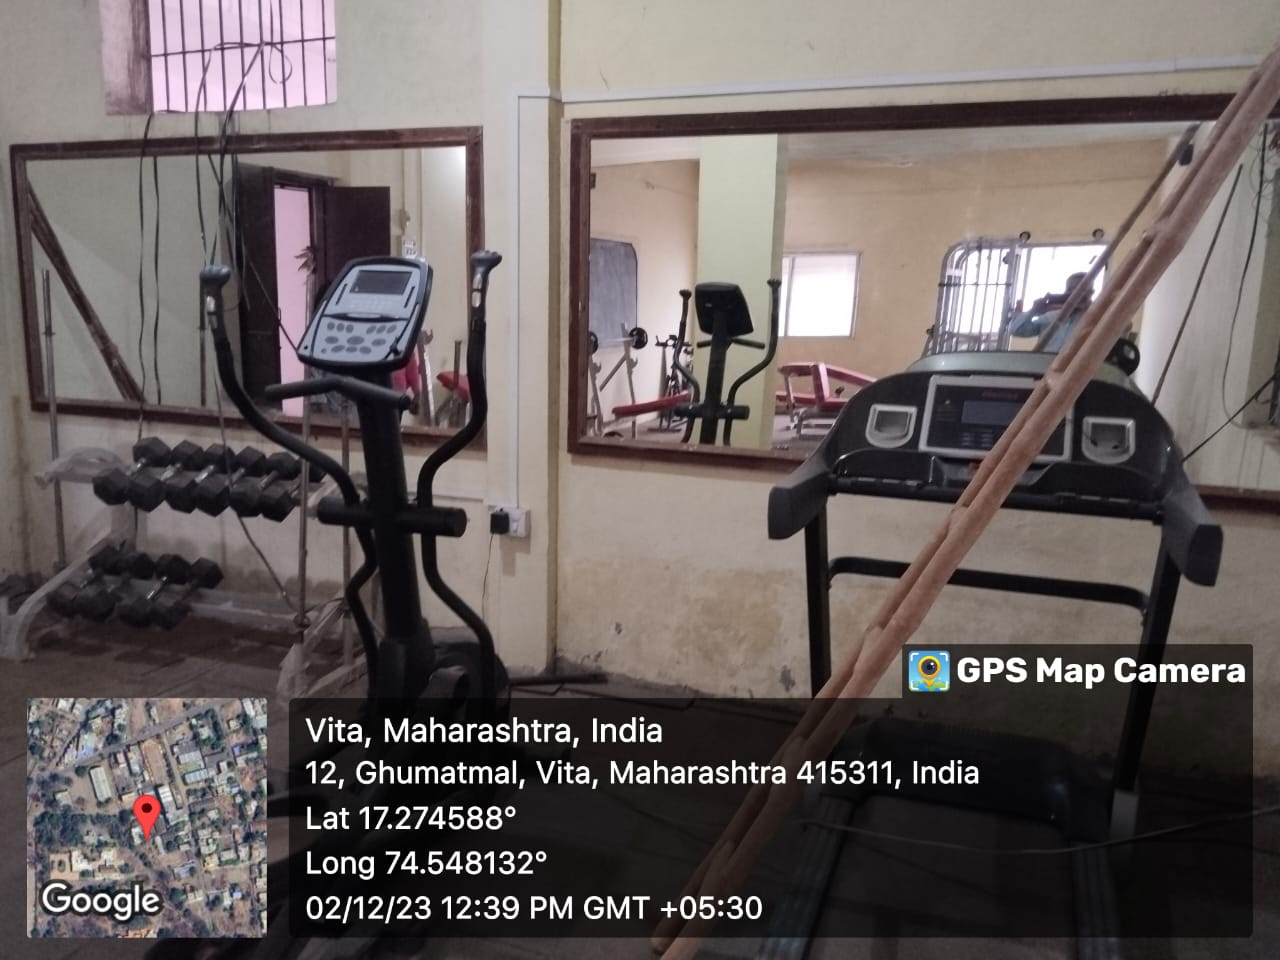 GPS Map Camera
Vita, Maharashtra, India
12, Ghumatmal, Vita, Maharashtra 415311, India
Lat 17.274588°
Long 74.548132°
02/12/23 12:39 PM GMT +05:30
Google